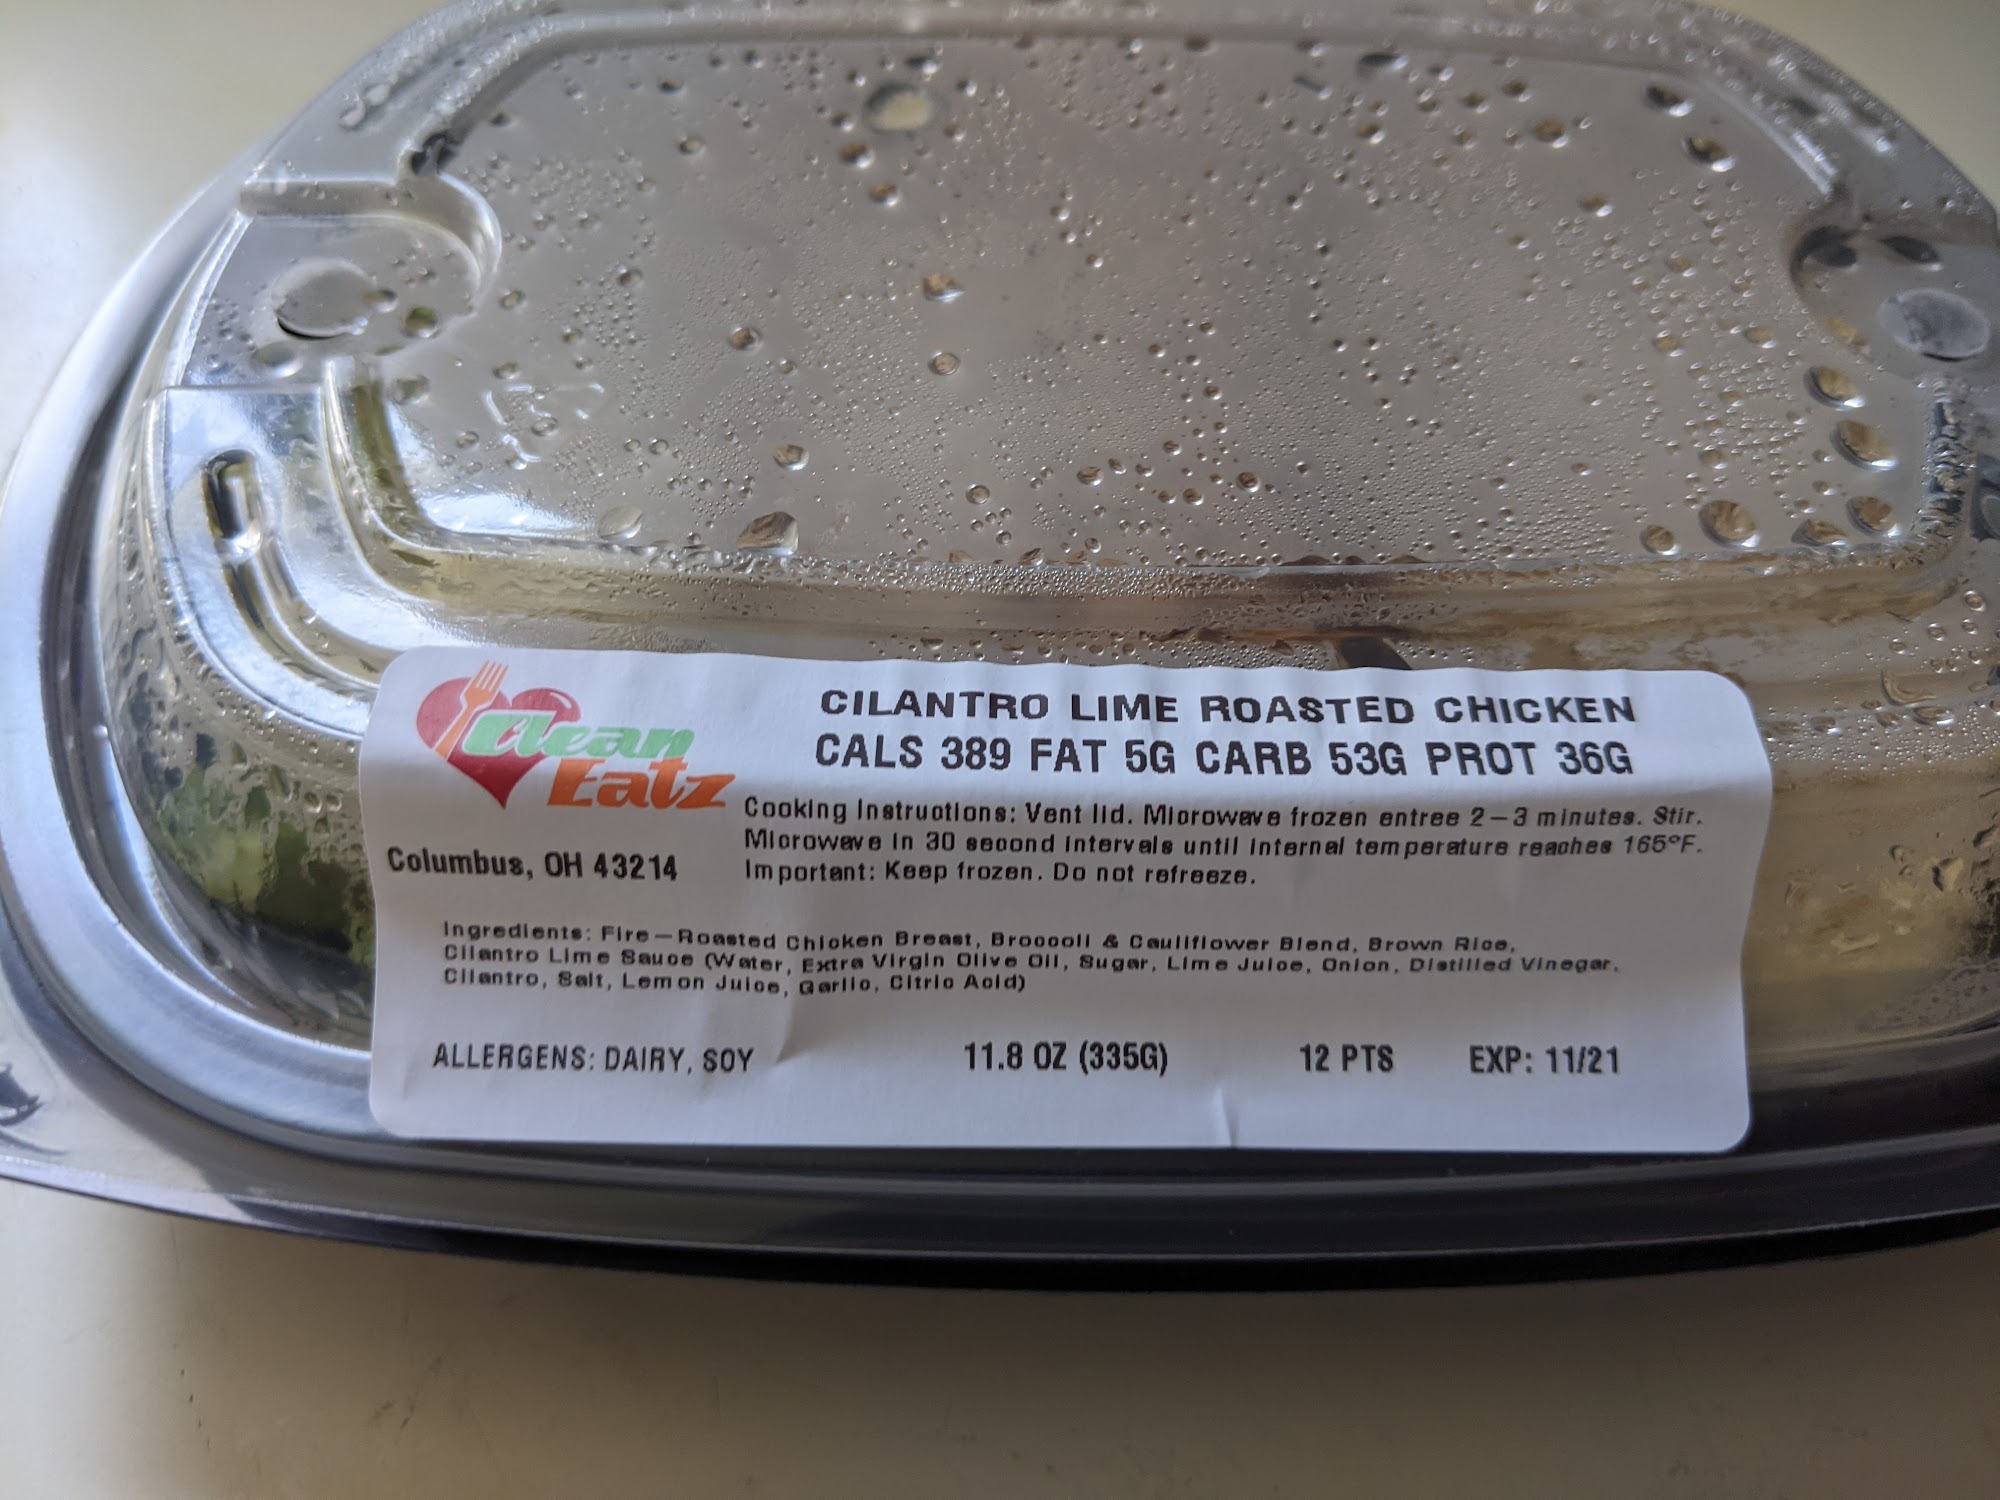 Clean
Eatz
CILANTRO LIME ROASTED CHICKEN
CALS 389 FAT 5G CARB 53G PROT 36G
Cooking Instructions: Vent lid. Microwave frozen entree 2-3 minutes. Stir.
Microwave in 30 second intervals until internal temperature reaches 165°F.
Important: Keep frozen. Do not refreeze.
Columbus, OH 43214
Ingredients: Fire-Roasted Chicken Breast, Broccoli & Cauliflower Blend, Brown Rice,
Cilantro Lime Sauce (Water, Extra Virgin Olive Oil, Sugar, Lime Juice, Onion, Distilled Vinegar,
Cilantro, Salt, Lemon Juice, Garlic, Citric Acid)
ALLERGENS: DAIRY, SOY 11.8 OZ (335G) 12 PTS EXP: 11/21